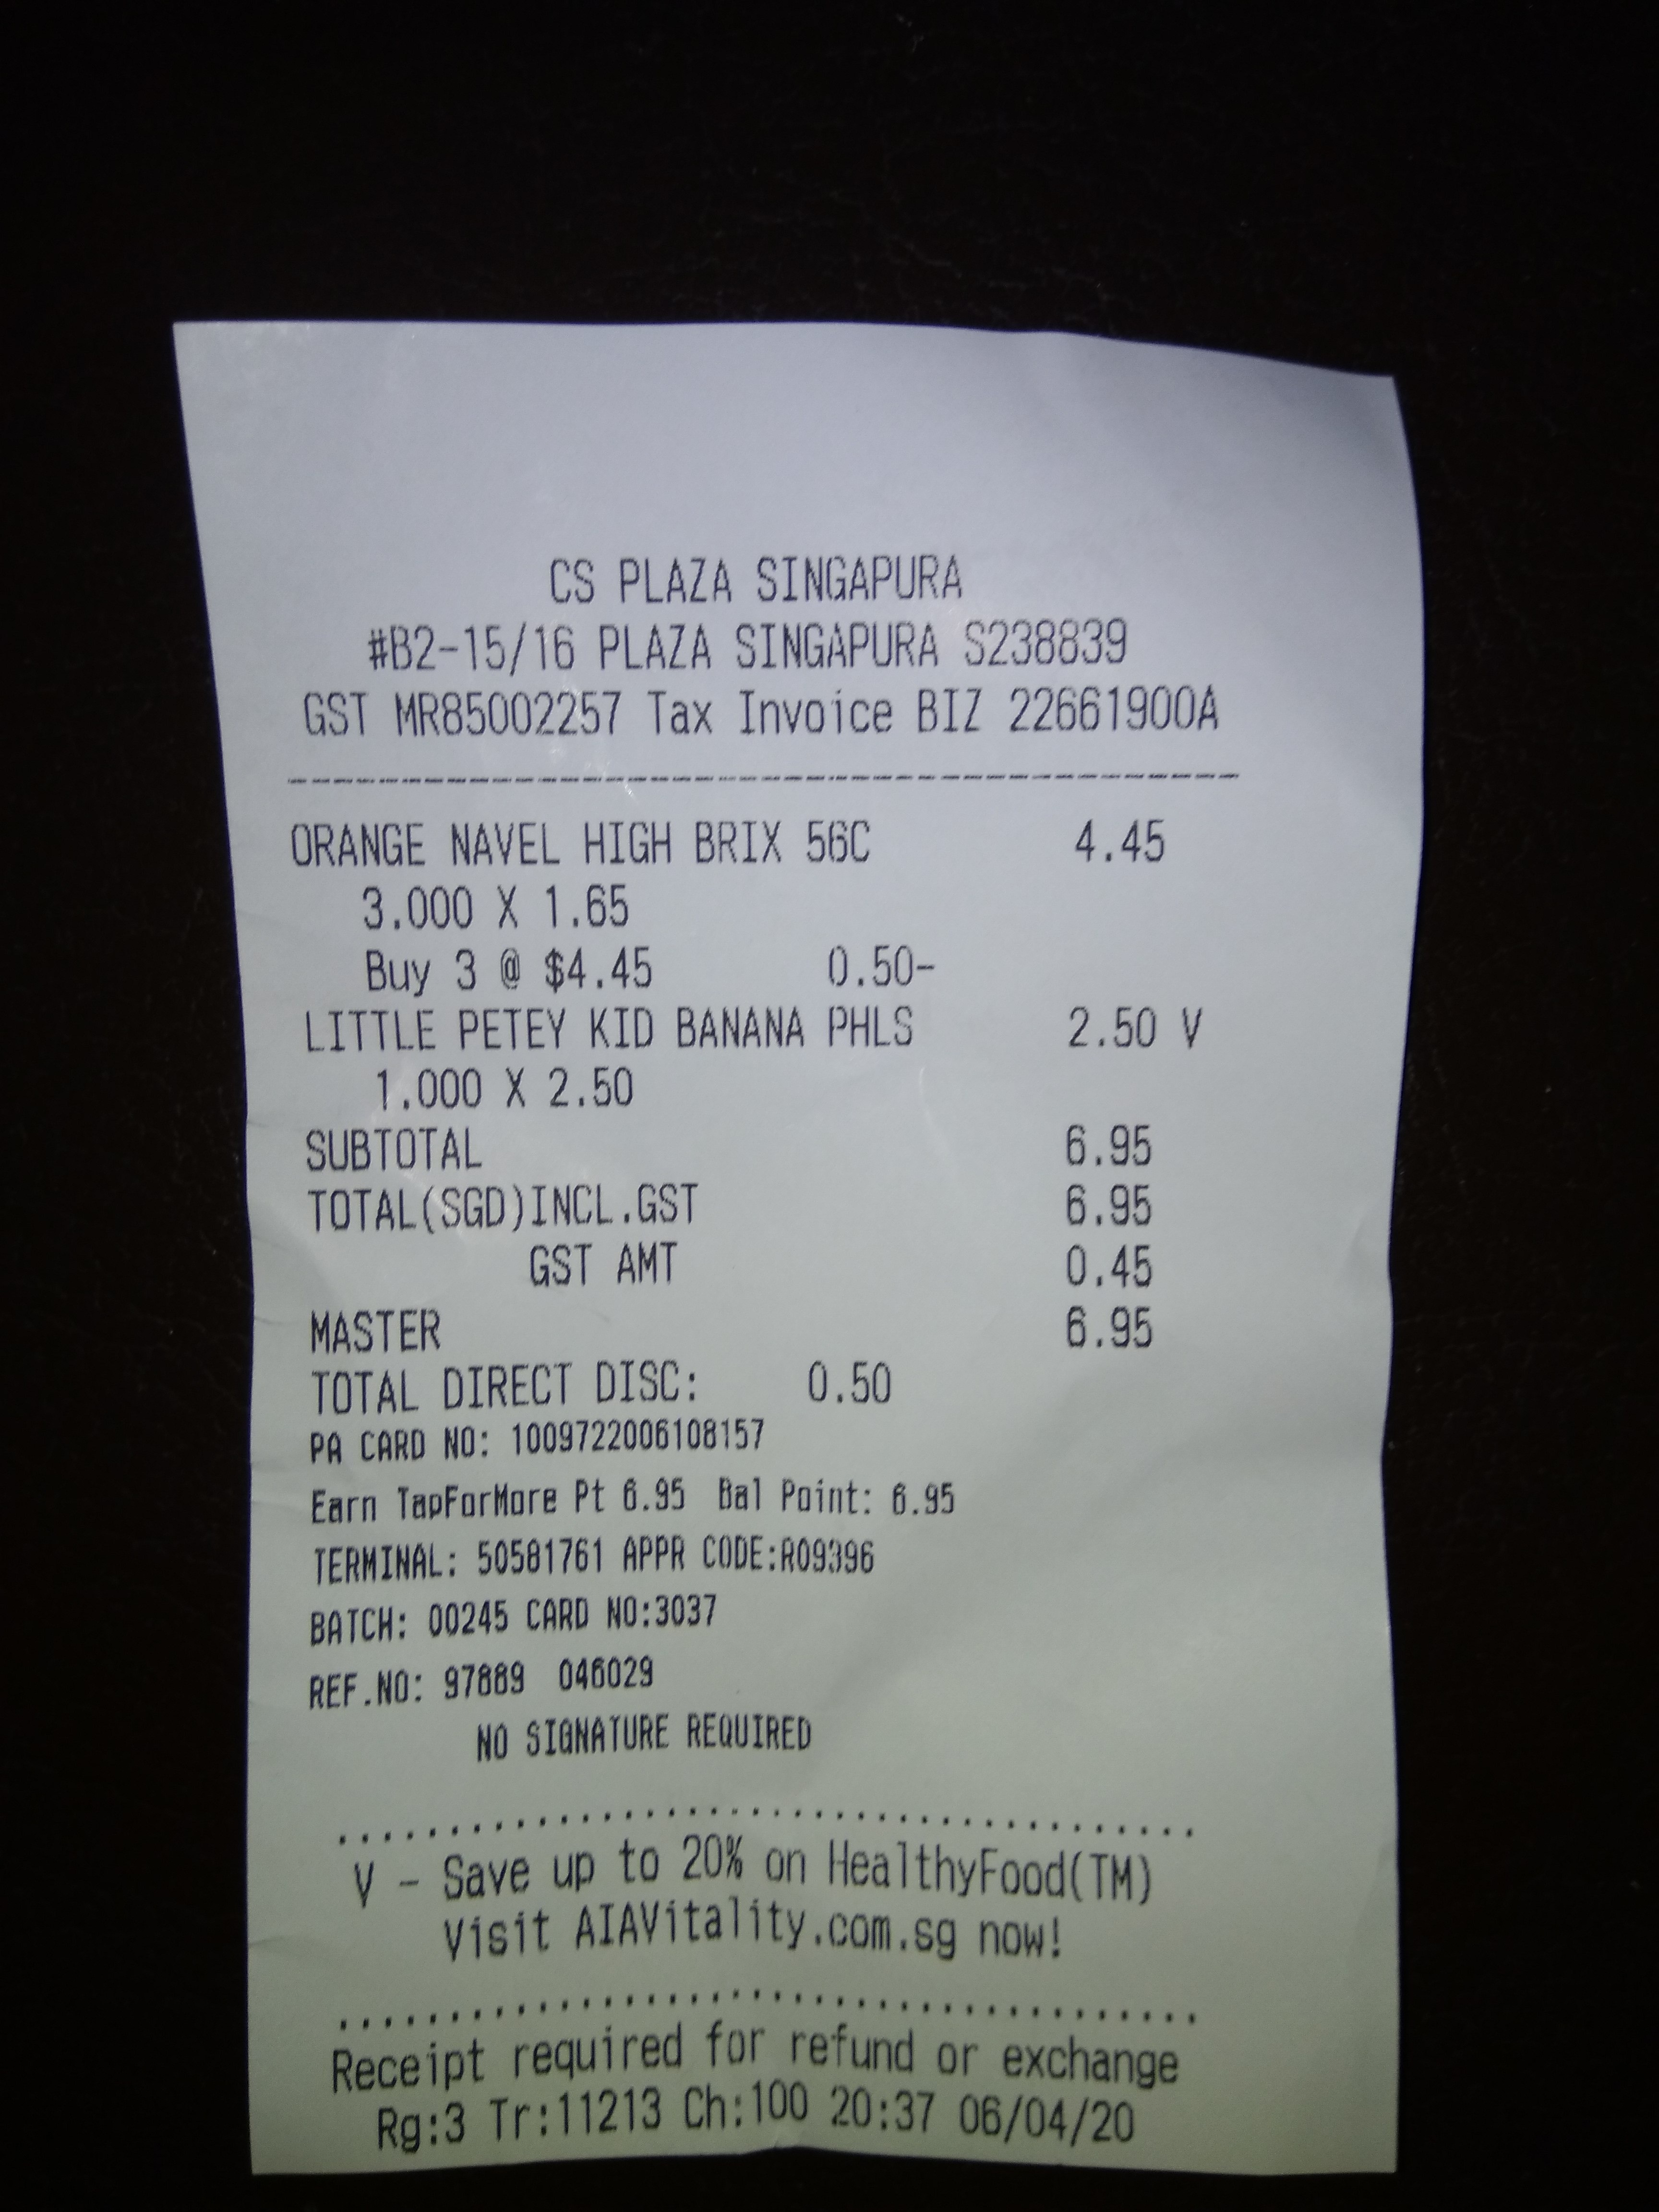 CS PLAZA SINGAPURA
#B2-15/16 PLAZA SINGAPURA S238839
GST MR85002257 Tax Invoice BIZ 22661900A
ORANGE NAVEL HIGH BRIX 56C 4.45
3.000 X 1.65
Buy 3 @ $4.45 0.50-
LITTLE PETEY KID BANANA PHLS 2.50 V
1.000 X 2.50
SUBTOTAL 6.95
TOTAL(SGD)INCL.GST 6.95
GST AMT 0.45
MASTER 6.95
TOTAL DIRECT DISC: 0.50
PA CARD NO: 1009722006108157
Earn TapForMore Pt 6.95 Bal Point: 6.95
TERMINAL: 50581761 APPR CODE:R09396
BATCH: 00245 CARD NO:3037
REF.NO: 97889 046029
NO SIGNATURE REQUIRED
V - Save up to 20% on HealthyFood(TM)
Visit AIAVitality.com.sg now!
Receipt required for refund or exchange
Rg:3 Tr:11213 Ch:100 20:37 06/04/20